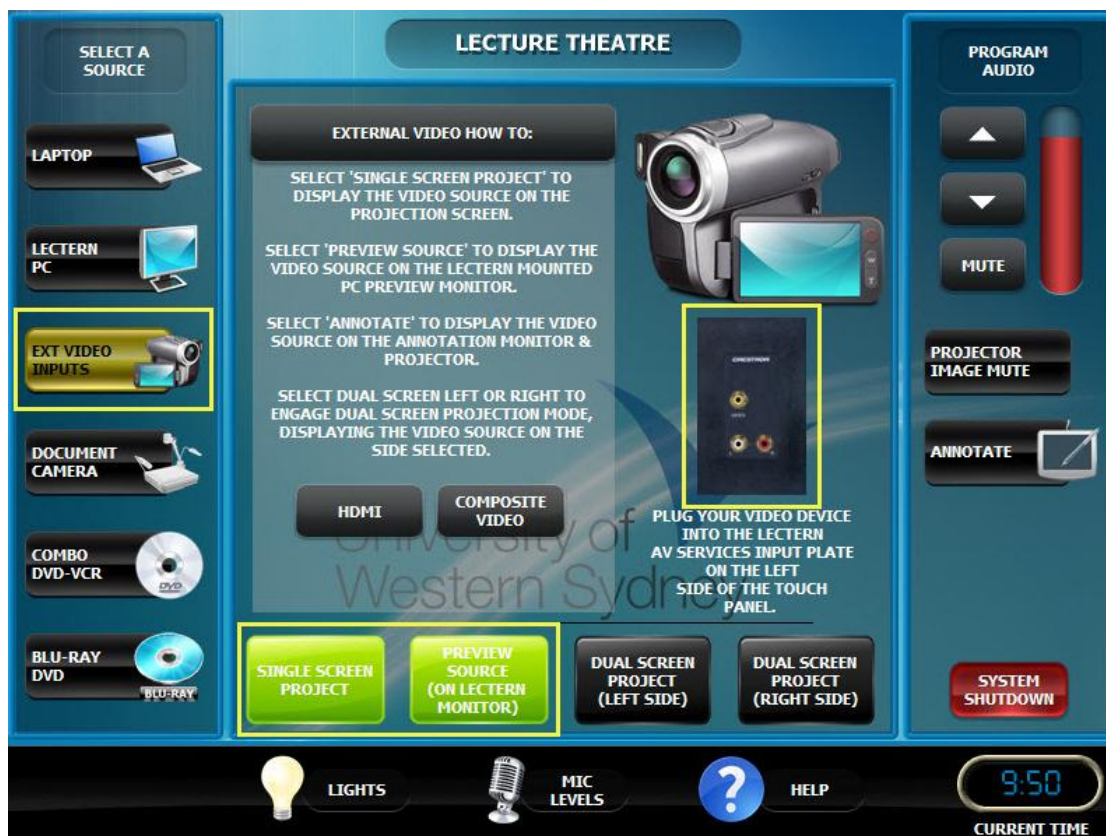 SELECT A
SOURCE
LAPTOP
LECTERN
PC
EXT VIDEO
INPUTS
DOCUMENT
CAMERA
COMBO
DVD-VCR
DVD
BLU-RAY
DVD
BLU-RAY
LECTURE THEATRE
EXTERNAL VIDEO HOW TO:
SELECT 'SINGLE SCREEN PROJECT' TO
DISPLAY THE VIDEO SOURCE ON THE
PROJECTION SCREEN.
SELECT 'PREVIEW SOURCE' TO DISPLAY THE
VIDEO SOURCE ON THE LECTERN MOUNTED
PC PREVIEW MONITOR.
SELECT 'ANNOTATE' TO DISPLAY THE VIDEO
SOURCE ON THE ANNOTATION MONITOR &
PROJECTOR.
SELECT DUAL SCREEN LEFT OR RIGHT TO
ENGAGE DUAL SCREEN PROJECTION MODE,
DISPLAYING THE VIDEO SOURCE ON THE
SIDE SELECTED.
HDMI
COMPOSITE
VIDEO
University of
Western Sydney
W
T
CRESTRON
PLUG YOUR VIDEO DEVICE
INTO THE LECTERN
AV SERVICES INPUT PLATE
ON THE LEFT
SIDE OF THE TOUCH
PANEL.
SINGLE SCREEN
PROJECT
PREVIEW
SOURCE
(ON LECTERN
MONITOR)
DUAL SCREEN
PROJECT
(LEFT SIDE)
DUAL SCREEN
PROJECT
(RIGHT SIDE)
PROGRAM
AUDIO
MUTE
PROJECTOR
IMAGE MUTE
ANNOTATE
SYSTEM
SHUTDOWN
LIGHTS
MIC
LEVELS
?
HELP
9:50
CURRENT TIME